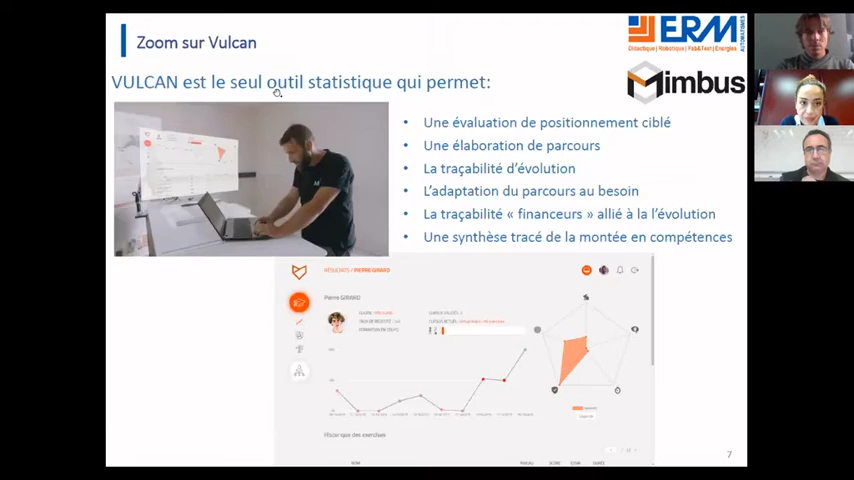 Zoom sur Vulcan
ERM
AUTOMATISMES
Didactique | Robotique | Fab&Test | Energies
VULCAN est le seul outil statistique qui permet:
Mimbus
• Une évaluation de positionnement ciblé
• Une élaboration de parcours
• La traçabilité d'évolution
• L'adaptation du parcours au besoin
• La traçabilité « financeurs » allié à la l'évolution
• Une synthèse tracé de la montée en compétences
RÉSULTATS / PIERRE GIRARD
Pierre GIRARD
Historique des exercices
NOM
SCORE
DURÉE
7